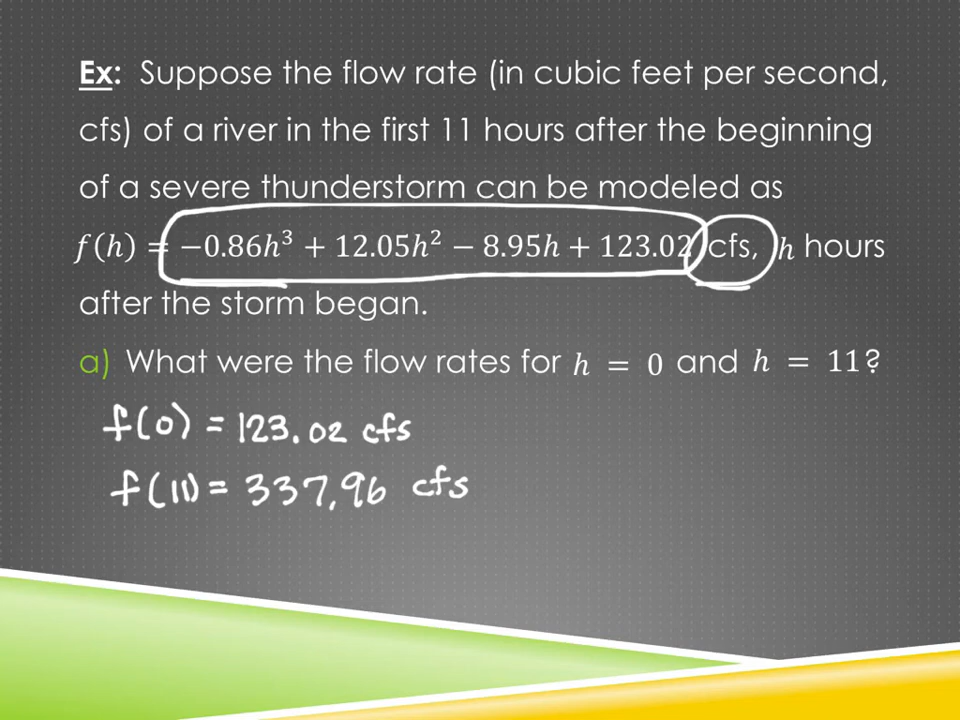 Ex: Suppose the flow rate (in cubic feet per second,
cfs) of a river in the first 11 hours after the beginning
of a severe thunderstorm can be modeled as
f(h) = −0.86h³ + 12.05h² − 8.95h + 123.02 cfs, h hours
after the storm began.
a) What were the flow rates for h = 0 and h = 11?
f(0) = 123.02 cfs
f(11) = 337.96 cfs